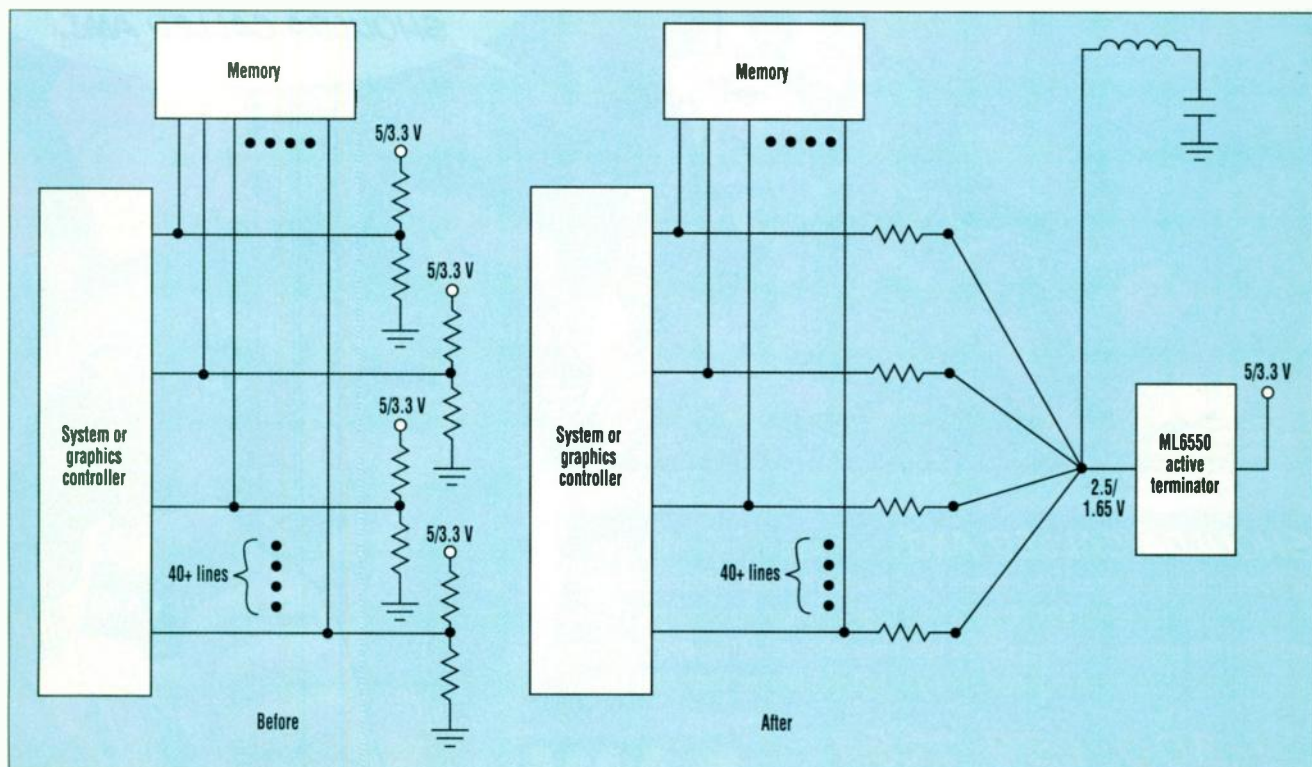 Memory
5/3.3 V
5/3.3 V
5/3.3 V
5/3.3 V
System or
graphics
controller
40+ lines
Before
Memory
System or
graphics
controller
40+ lines
After
2.5/
1.65 V
ML6550
active
terminator
5/3.3 V